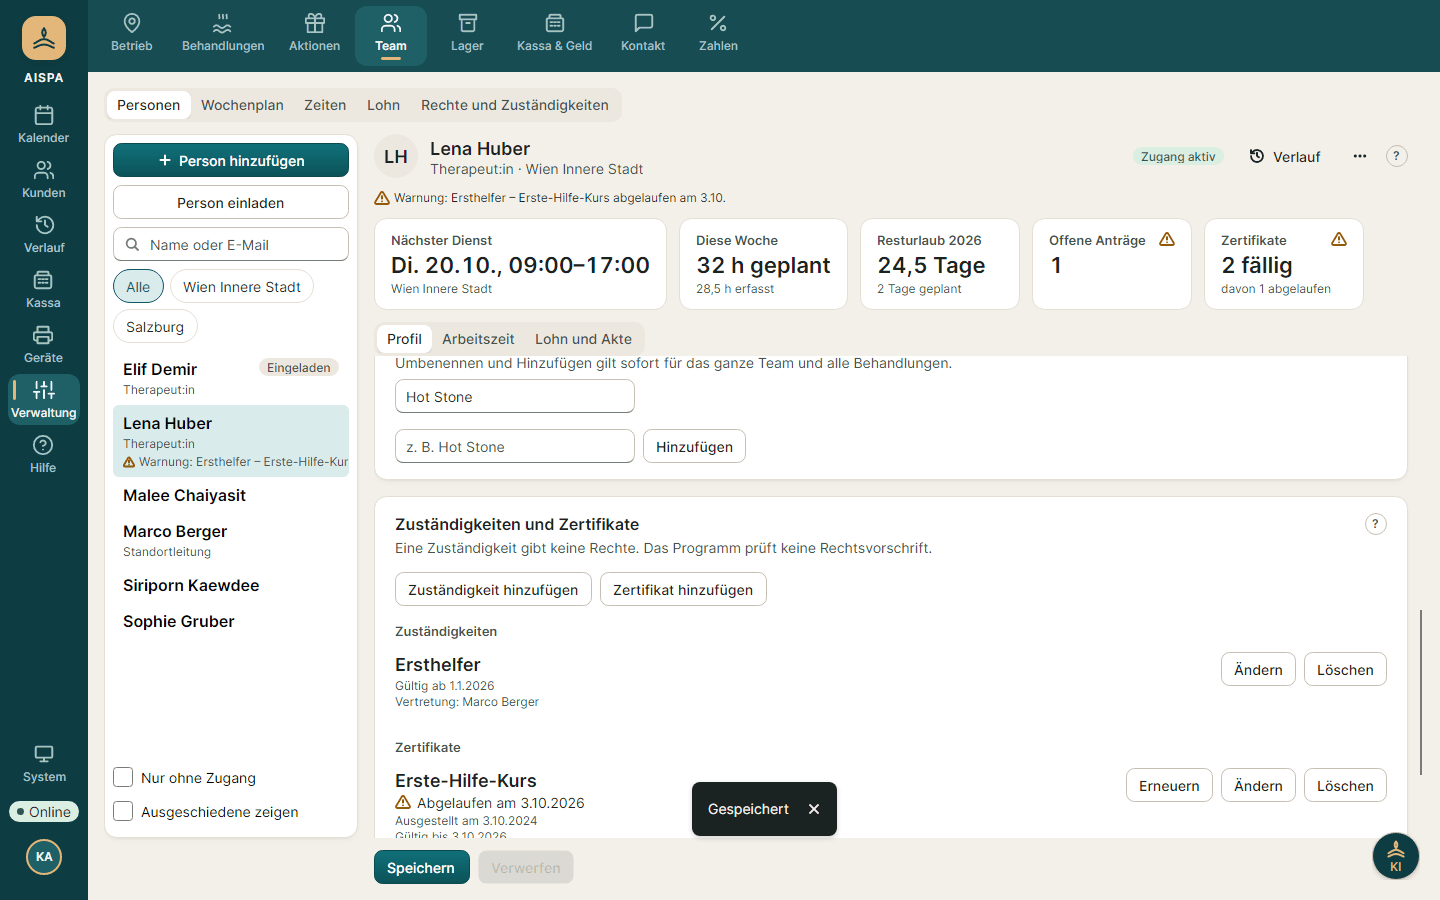 AISPA
Kalender
Kunden
Verlauf
Kassa
Geräte
Verwaltung
Hilfe
System
Online
KA
Betrieb
Behandlungen
Aktionen
Team
Lager
Kassa & Geld
Kontakt
Zahlen
Personen
Wochenplan
Zeiten
Lohn
Rechte und Zuständigkeiten
+ Person hinzufügen
Person einladen
Name oder E-Mail
Alle
Wien Innere Stadt
Salzburg
Elif Demir
Eingeladen
Therapeut:in
Lena Huber
Therapeut:in
Warnung: Ersthelfer – Erste-Hilfe-Kur
Malee Chaiyasit
Marco Berger
Standortleitung
Siriporn Kaewdee
Sophie Gruber
Nur ohne Zugang
Ausgeschiedene zeigen
LH
Lena Huber
Therapeut:in · Wien Innere Stadt
Zugang aktiv
Verlauf
?
Warnung: Ersthelfer – Erste-Hilfe-Kurs abgelaufen am 3.10.
Nächster Dienst
Di. 20.10., 09:00–17:00
Wien Innere Stadt
Diese Woche
32 h geplant
28,5 h erfasst
Resturlaub 2026
24,5 Tage
2 Tage geplant
Offene Anträge
1
Zertifikate
2 fällig
davon 1 abgelaufen
Profil
Arbeitszeit
Lohn und Akte
Umbenennen und Hinzufügen gilt sofort für das ganze Team und alle Behandlungen.
Hot Stone
z. B. Hot Stone
Hinzufügen
Zuständigkeiten und Zertifikate
?
Eine Zuständigkeit gibt keine Rechte. Das Programm prüft keine Rechtsvorschrift.
Zuständigkeit hinzufügen
Zertifikat hinzufügen
Zuständigkeiten
Ersthelfer
Gültig ab 1.1.2026
Vertretung: Marco Berger
Ändern
Löschen
Zertifikate
Erste-Hilfe-Kurs
Abgelaufen am 3.10.2026
Ausgestellt am 3.10.2024
Gültig bis 3.10.2026
Erneuern
Ändern
Löschen
Gespeichert
Speichern
Verwerfen
KI